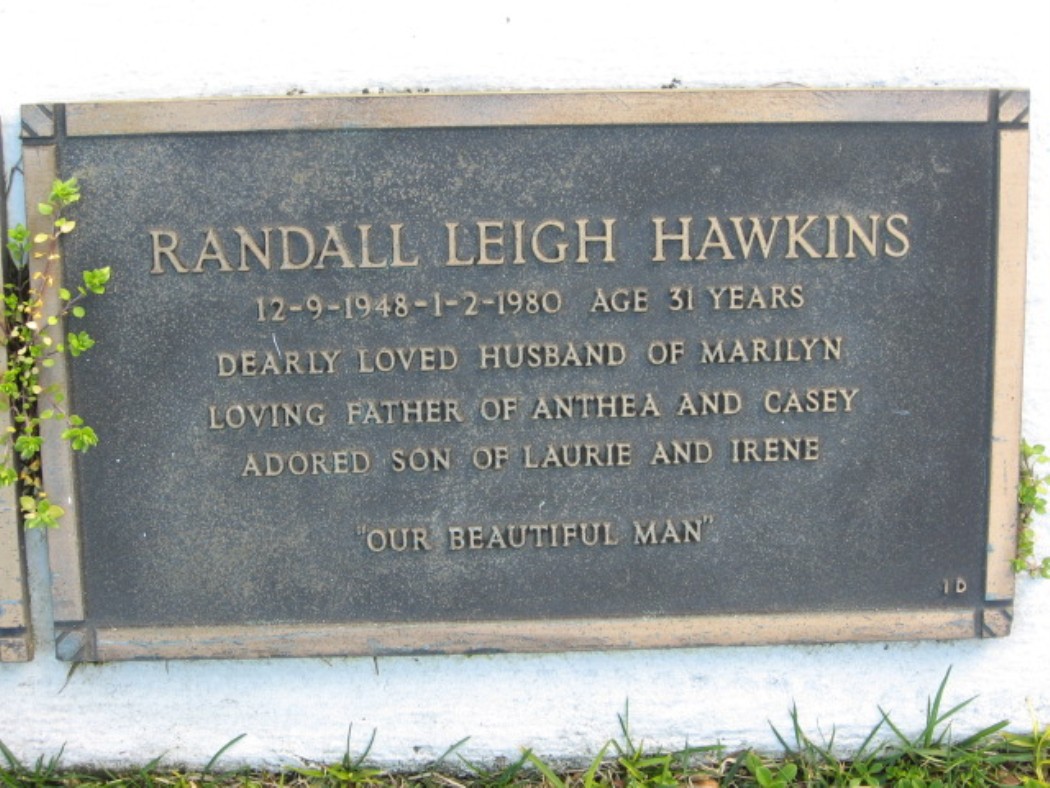 RANDALL LEIGH HAWKINS
12-9-1948-1-2-1980 AGE 31 YEARS
DEARLY LOVED HUSBAND OF MARILYN
LOVING FATHER OF ANTHEA AND CASEY
ADORED SON OF LAURIE AND IRENE
"OUR BEAUTIFUL MAN"
1 D